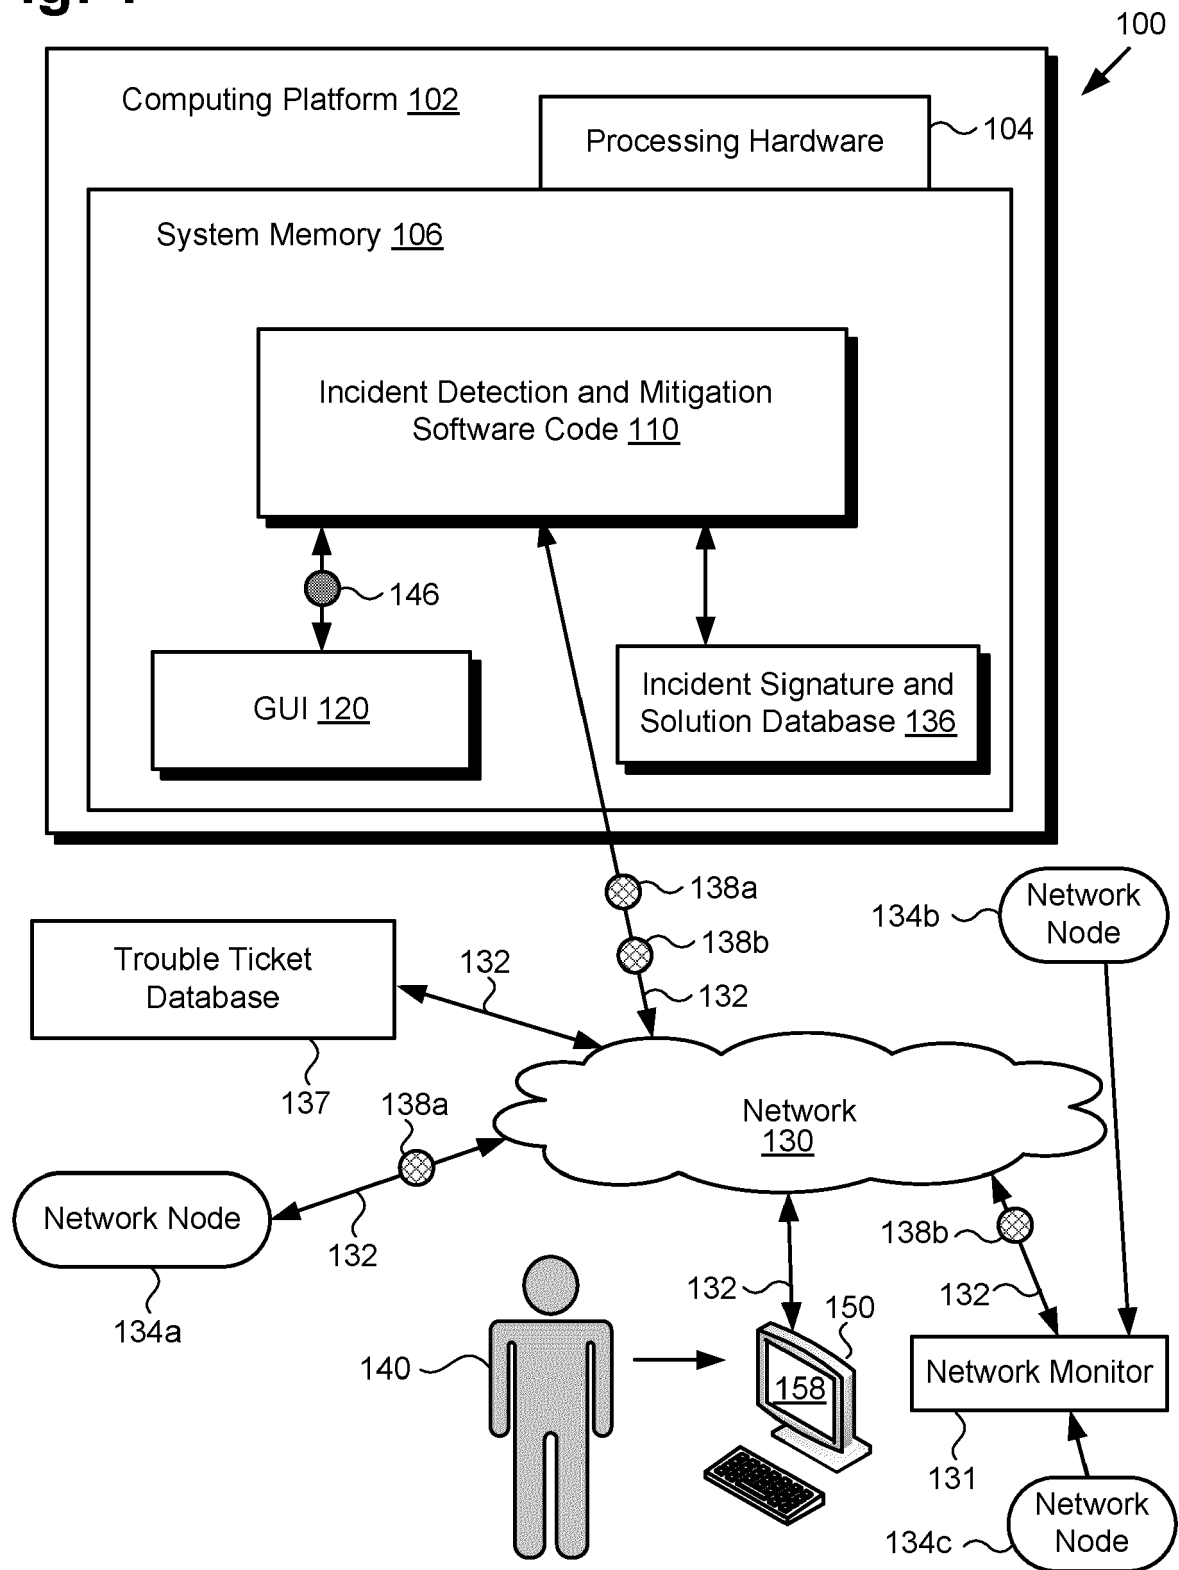 100
Computing Platform 102
Processing Hardware
104
System Memory 106
Incident Detection and Mitigation
Software Code 110
146
GUI 120
Incident Signature and
Solution Database 136
138a
138b
132
134b
Network
Node
Trouble Ticket
Database
132
137
138a
Network
130
Network Node
132
134a
138b
132
132
150
140
158
Network Monitor
131
134c
Network
Node